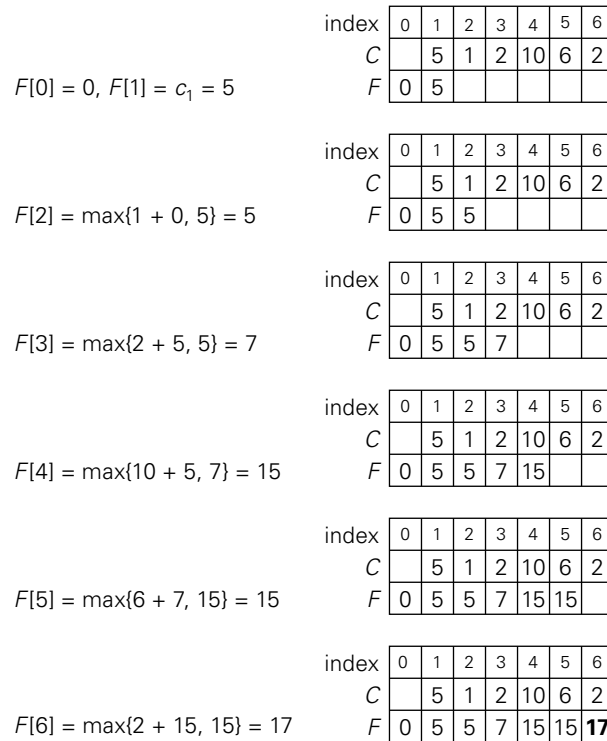 index 0 1 2 3 4 5 6
C 5 1 2 10 6 2
F[0] = 0, F[1] = c₁ = 5 F 0 5
index 0 1 2 3 4 5 6
C 5 1 2 10 6 2
F[2] = max{1 + 0, 5} = 5 F 0 5 5
index 0 1 2 3 4 5 6
C 5 1 2 10 6 2
F[3] = max{2 + 5, 5} = 7 F 0 5 5 7
index 0 1 2 3 4 5 6
C 5 1 2 10 6 2
F[4] = max{10 + 5, 7} = 15 F 0 5 5 7 15
index 0 1 2 3 4 5 6
C 5 1 2 10 6 2
F[5] = max{6 + 7, 15} = 15 F 0 5 5 7 15 15
index 0 1 2 3 4 5 6
C 5 1 2 10 6 2
F[6] = max{2 + 15, 15} = 17 F 0 5 5 7 15 15 17